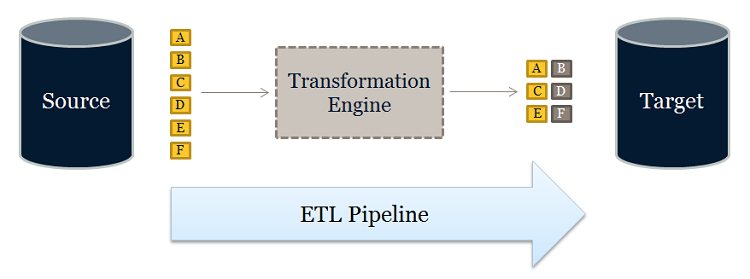 Source
A
B
C
D
E
F
Transformation
Engine
A B
C D
E F
Target
ETL Pipeline